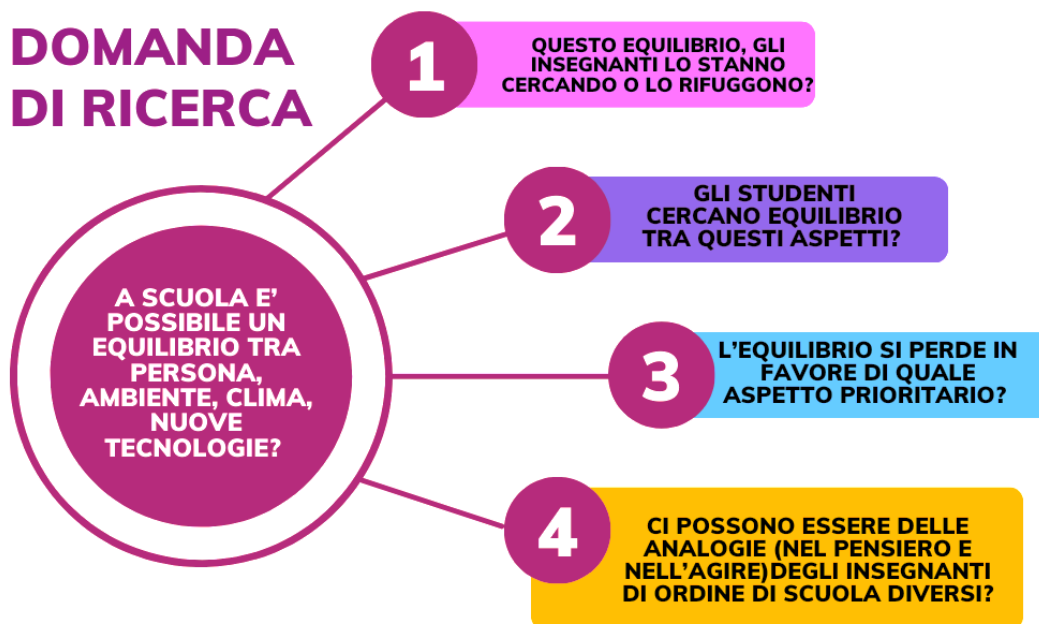 DOMANDA
DI RICERCA
A SCUOLA E'
POSSIBILE UN
EQUILIBRIO TRA
PERSONA,
AMBIENTE, CLIMA,
NUOVE
TECNOLOGIE?
1
QUESTO EQUILIBRIO, GLI
INSEGNANTI LO STANNO
CERCANDO O LO RIFUGGONO?
2
GLI STUDENTI
CERCANO EQUILIBRIO
TRA QUESTI ASPETTI?
3
L'EQUILIBRIO SI PERDE IN
FAVORE DI QUALE
ASPETTO PRIORITARIO?
4
CI POSSONO ESSERE DELLE
ANALOGIE (NEL PENSIERO E
NELL'AGIRE)DEGLI INSEGNANTI
DI ORDINE DI SCUOLA DIVERSI?